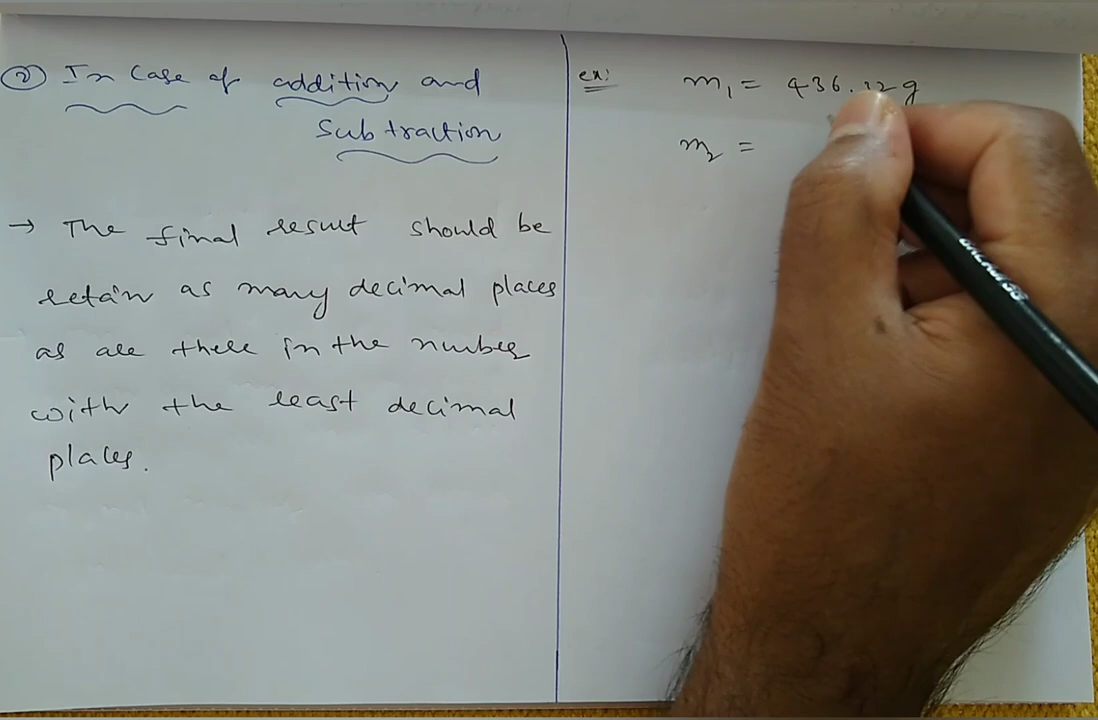 ② In Case of addition and
Subtraction
→ The final result should be
retain as many decimal places
as are there in the number
with the least decimal
places.
ex:
m₁ = 436.12g
m₂ =